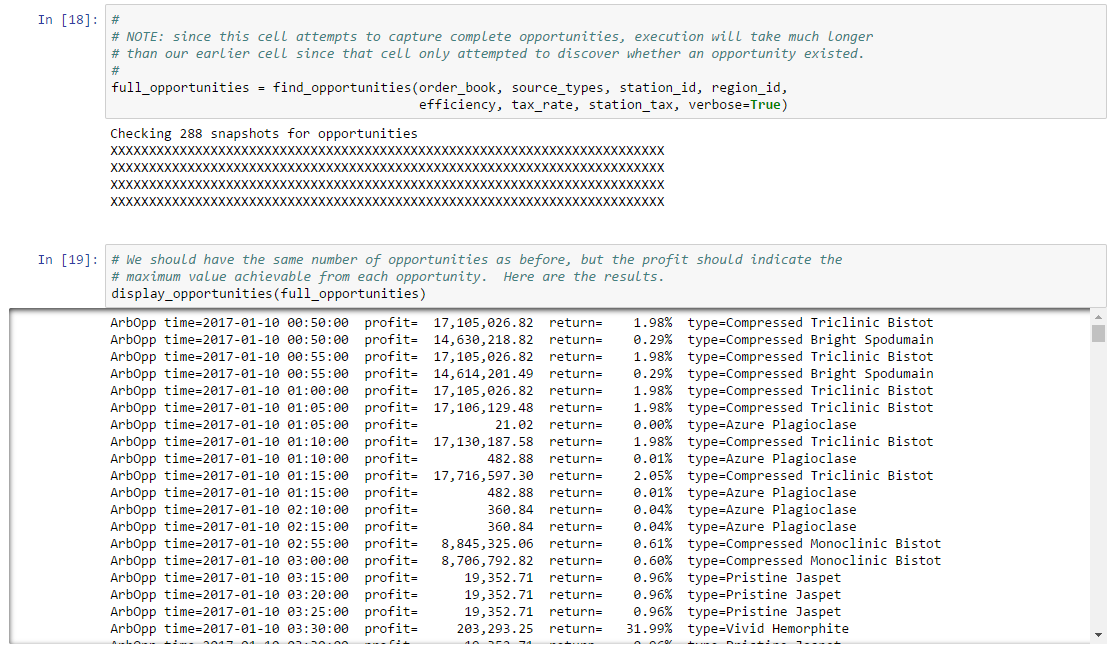 In [18]: #
# NOTE: since this cell attempts to capture complete opportunities, execution will take much longer
# than our earlier cell since that cell only attempted to discover whether an opportunity existed.
#
full_opportunities = find_opportunities(order_book, source_types, station_id, region_id,
efficiency, tax_rate, station_tax, verbose=True)
Checking 288 snapshots for opportunities
XXXXXXXXXXXXXXXXXXXXXXXXXXXXXXXXXXXXXXXXXXXXXXXXXXXXXXXXXXXXXXXXXXXXXXXX
XXXXXXXXXXXXXXXXXXXXXXXXXXXXXXXXXXXXXXXXXXXXXXXXXXXXXXXXXXXXXXXXXXXXXXXX
XXXXXXXXXXXXXXXXXXXXXXXXXXXXXXXXXXXXXXXXXXXXXXXXXXXXXXXXXXXXXXXXXXXXXXXX
XXXXXXXXXXXXXXXXXXXXXXXXXXXXXXXXXXXXXXXXXXXXXXXXXXXXXXXXXXXXXXXXXXXXXXXX
In [19]: # We should have the same number of opportunities as before, but the profit should indicate the
# maximum value achievable from each opportunity.  Here are the results.
display_opportunities(full_opportunities)
ArbOpp time=2017-01-10 00:50:00  profit=  17,105,026.82  return=    1.98%  type=Compressed Triclinic Bistot
ArbOpp time=2017-01-10 00:50:00  profit=  14,630,218.82  return=    0.29%  type=Compressed Bright Spodumain
ArbOpp time=2017-01-10 00:55:00  profit=  17,105,026.82  return=    1.98%  type=Compressed Triclinic Bistot
ArbOpp time=2017-01-10 00:55:00  profit=  14,614,201.49  return=    0.29%  type=Compressed Bright Spodumain
ArbOpp time=2017-01-10 01:00:00  profit=  17,105,026.82  return=    1.98%  type=Compressed Triclinic Bistot
ArbOpp time=2017-01-10 01:05:00  profit=  17,106,129.48  return=    1.98%  type=Compressed Triclinic Bistot
ArbOpp time=2017-01-10 01:05:00  profit=          21.02  return=    0.00%  type=Azure Plagioclase
ArbOpp time=2017-01-10 01:10:00  profit=  17,130,187.58  return=    1.98%  type=Compressed Triclinic Bistot
ArbOpp time=2017-01-10 01:10:00  profit=         482.88  return=    0.01%  type=Azure Plagioclase
ArbOpp time=2017-01-10 01:15:00  profit=  17,716,597.30  return=    2.05%  type=Compressed Triclinic Bistot
ArbOpp time=2017-01-10 01:15:00  profit=         482.88  return=    0.01%  type=Azure Plagioclase
ArbOpp time=2017-01-10 02:10:00  profit=         360.84  return=    0.04%  type=Azure Plagioclase
ArbOpp time=2017-01-10 02:15:00  profit=         360.84  return=    0.04%  type=Azure Plagioclase
ArbOpp time=2017-01-10 02:55:00  profit=   8,845,325.06  return=    0.61%  type=Compressed Monoclinic Bistot
ArbOpp time=2017-01-10 03:00:00  profit=   8,706,792.82  return=    0.60%  type=Compressed Monoclinic Bistot
ArbOpp time=2017-01-10 03:15:00  profit=      19,352.71  return=    0.96%  type=Pristine Jaspet
ArbOpp time=2017-01-10 03:20:00  profit=      19,352.71  return=    0.96%  type=Pristine Jaspet
ArbOpp time=2017-01-10 03:25:00  profit=      19,352.71  return=    0.96%  type=Pristine Jaspet
ArbOpp time=2017-01-10 03:30:00  profit=     203,293.25  return=   31.99%  type=Vivid Hemorphite